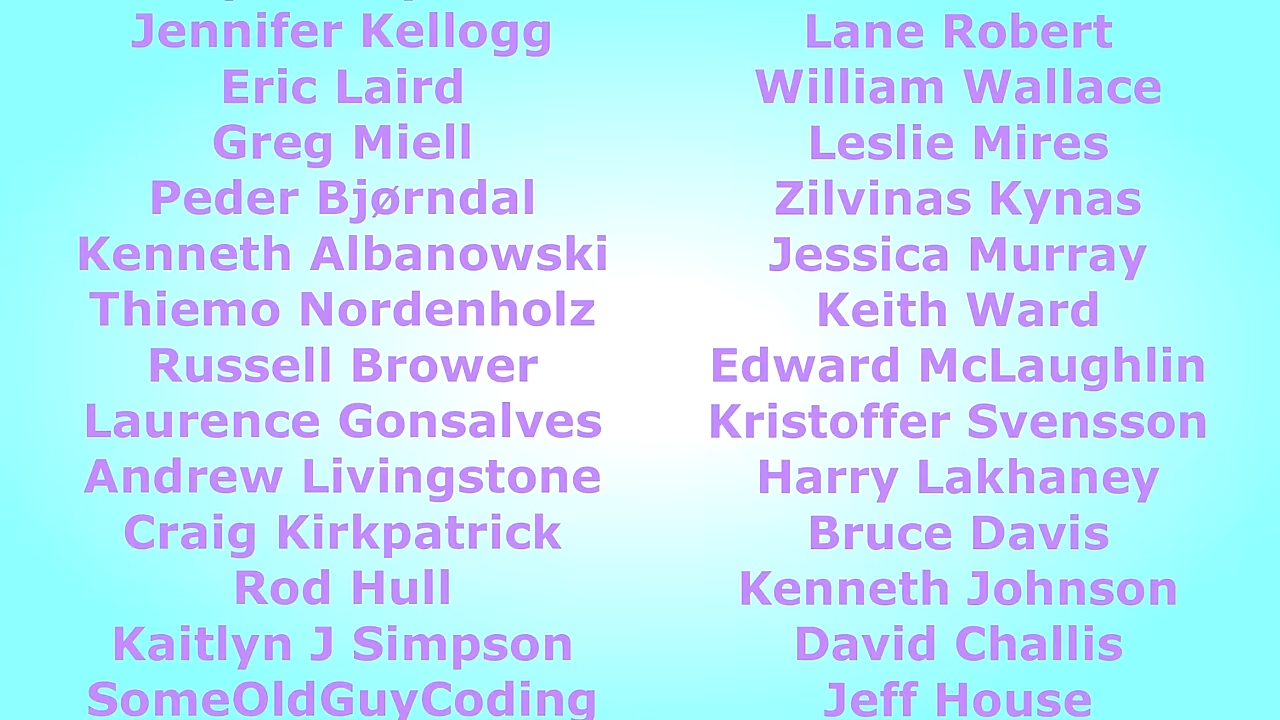 Jennifer Kellogg
Eric Laird
Greg Miell
Peder Bjørndal
Kenneth Albanowski
Thiemo Nordenholz
Russell Brower
Laurence Gonsalves
Andrew Livingstone
Craig Kirkpatrick
Rod Hull
Kaitlyn J Simpson
SomeOldGuyCoding
Lane Robert
William Wallace
Leslie Mires
Zilvinas Kynas
Jessica Murray
Keith Ward
Edward McLaughlin
Kristoffer Svensson
Harry Lakhaney
Bruce Davis
Kenneth Johnson
David Challis
Jeff House